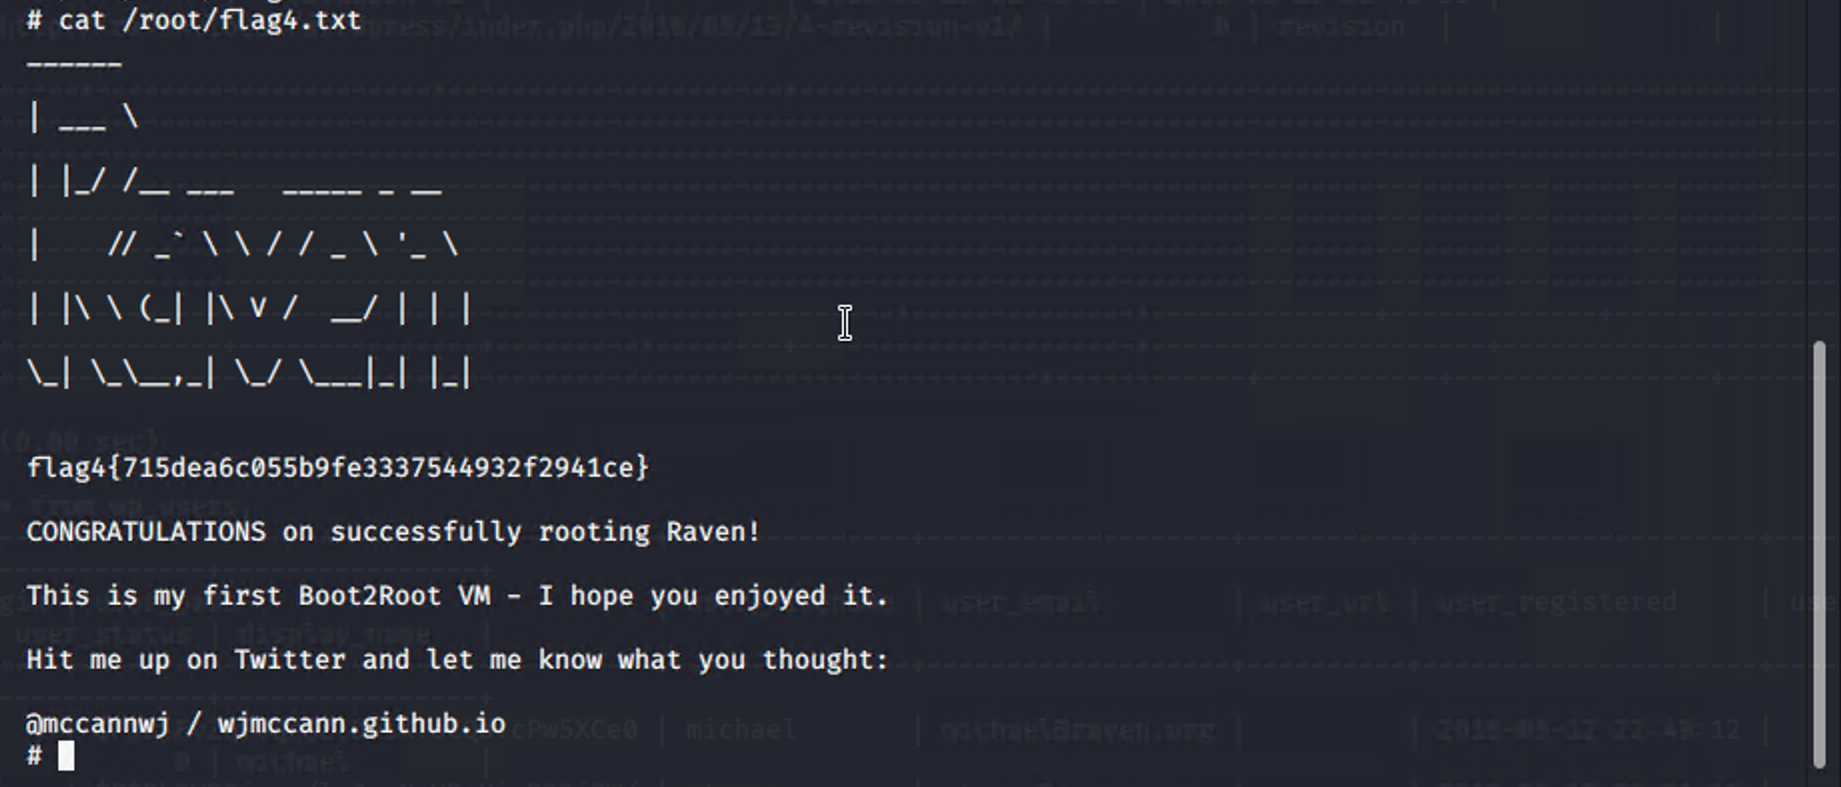 # cat /root/flag4.txt
------
| ___ \
| |_/ /__ ___   _____ _ __
|    // _` \ \ / / _ \ '_ \
| |\ \ (_| |\ V /  __/ | | |
\_| \_\__,_| \_/ \___|_| |_|
flag4{715dea6c055b9fe3337544932f2941ce}
CONGRATULATIONS on successfully rooting Raven!
This is my first Boot2Root VM - I hope you enjoyed it.
Hit me up on Twitter and let me know what you thought:
@mccannwj / wjmccann.github.io
#